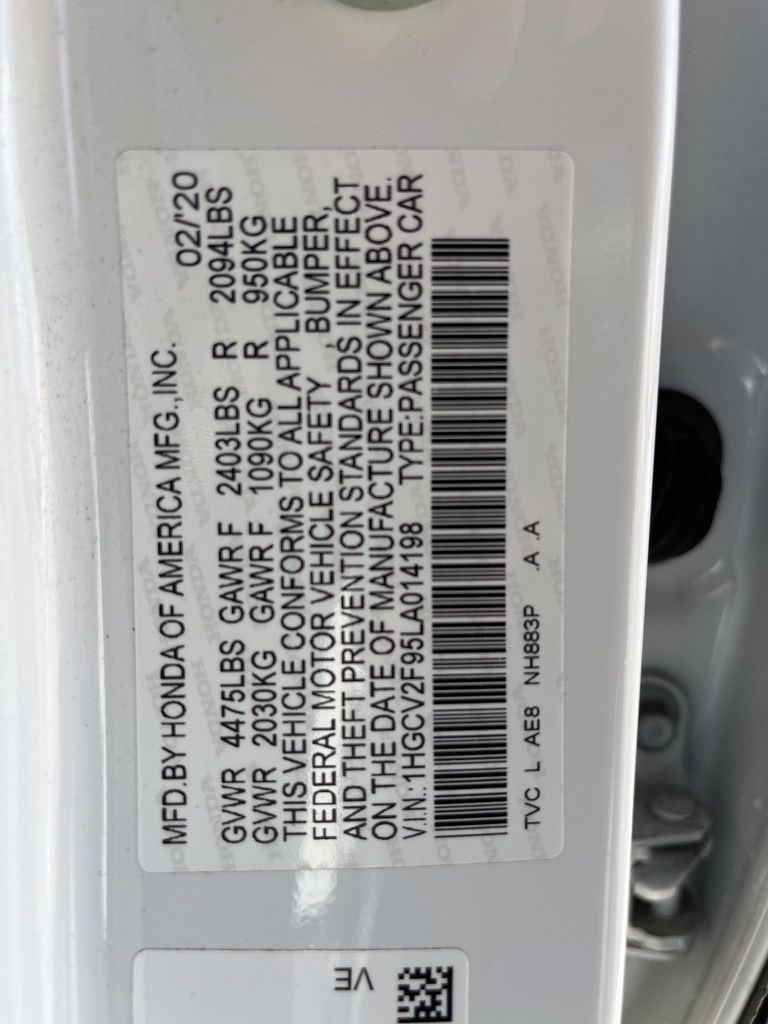 MFD.BY HONDA OF AMERICA MFG.,INC. 02/'20
GVWR 4475LBS GAWR F 2403LBS R 2094LBS
GVWR 2030KG GAWR F 1090KG R 950KG
THIS VEHICLE CONFORMS TO ALL APPLICABLE
FEDERAL MOTOR VEHICLE SAFETY , BUMPER,
AND THEFT PREVENTION STANDARDS IN EFFECT
ON THE DATE OF MANUFACTURE SHOWN ABOVE.
V.I.N.:1HGCV2F95LA014198 TYPE:PASSENGER CAR
TVC L AE8 NH883P .A .A
VE